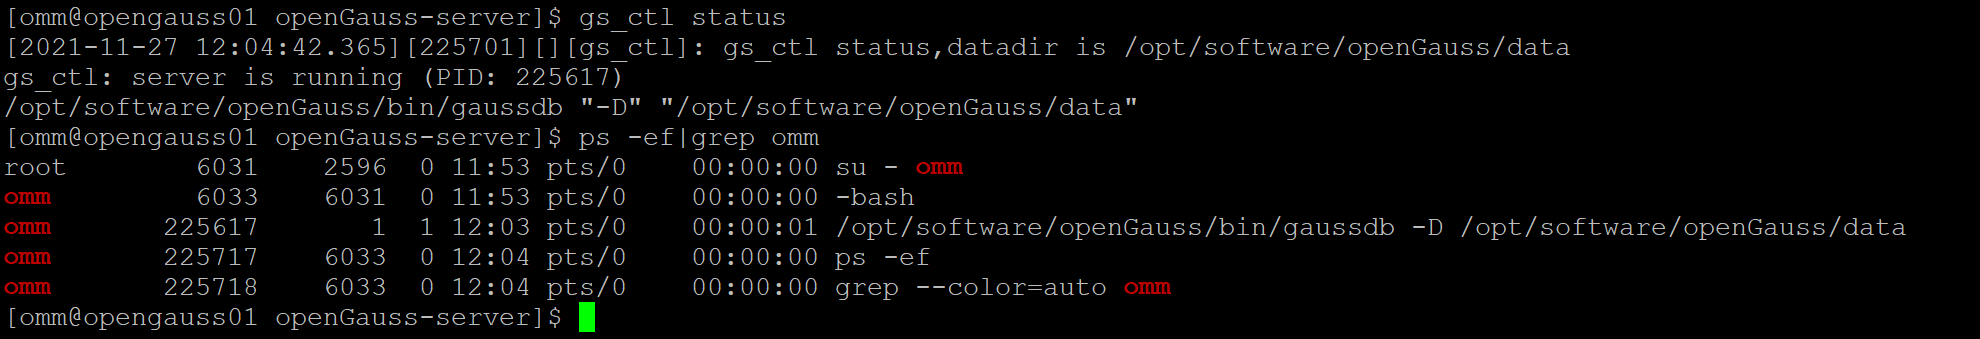 [omm@opengauss01 openGauss-server]$ gs_ctl status
[2021-11-27 12:04:42.365][225701][][gs_ctl]: gs_ctl status,datadir is /opt/software/openGauss/data
gs_ctl: server is running (PID: 225617)
/opt/software/openGauss/bin/gaussdb "-D" "/opt/software/openGauss/data"
[omm@opengauss01 openGauss-server]$ ps -ef|grep omm
root        6031    2596  0 11:53 pts/0    00:00:00 su - omm
omm         6033    6031  0 11:53 pts/0    00:00:00 -bash
omm       225617       1  1 12:03 pts/0    00:00:01 /opt/software/openGauss/bin/gaussdb -D /opt/software/openGauss/data
omm       225717    6033  0 12:04 pts/0    00:00:00 ps -ef
omm       225718    6033  0 12:04 pts/0    00:00:00 grep --color=auto omm
[omm@opengauss01 openGauss-server]$